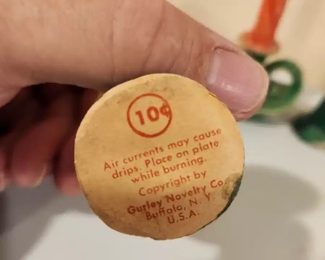 10¢
Air currents may cause
drips. Place on plate
while burning.
Copyright by
Gurley Novelty Co.
Buffalo, N. Y.
U.S.A.